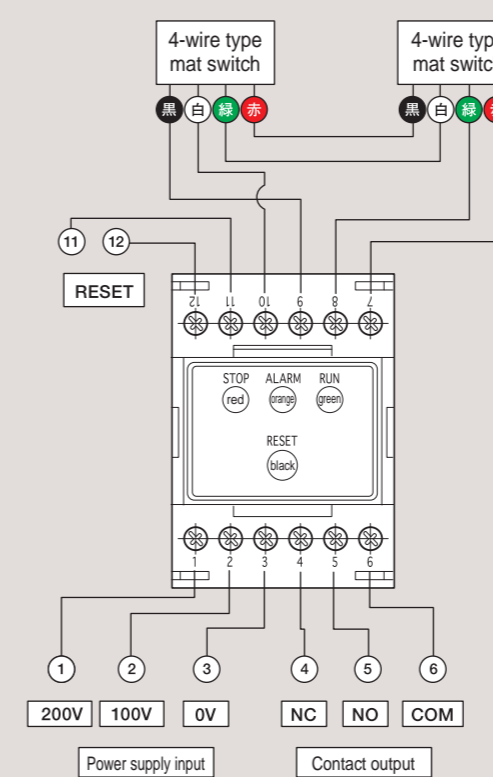 4-wire type
mat switch
4-wire typ
mat switc
黒 白 緑 赤
黒 白 緑
11 12
RESET
12 11 10 9 8 7
STOP ALARM RUN
red orange green
RESET
black
1 2 3 4 5 6
1 2 3 4 5 6
200V 100V 0V NC NO COM
Power supply input Contact output